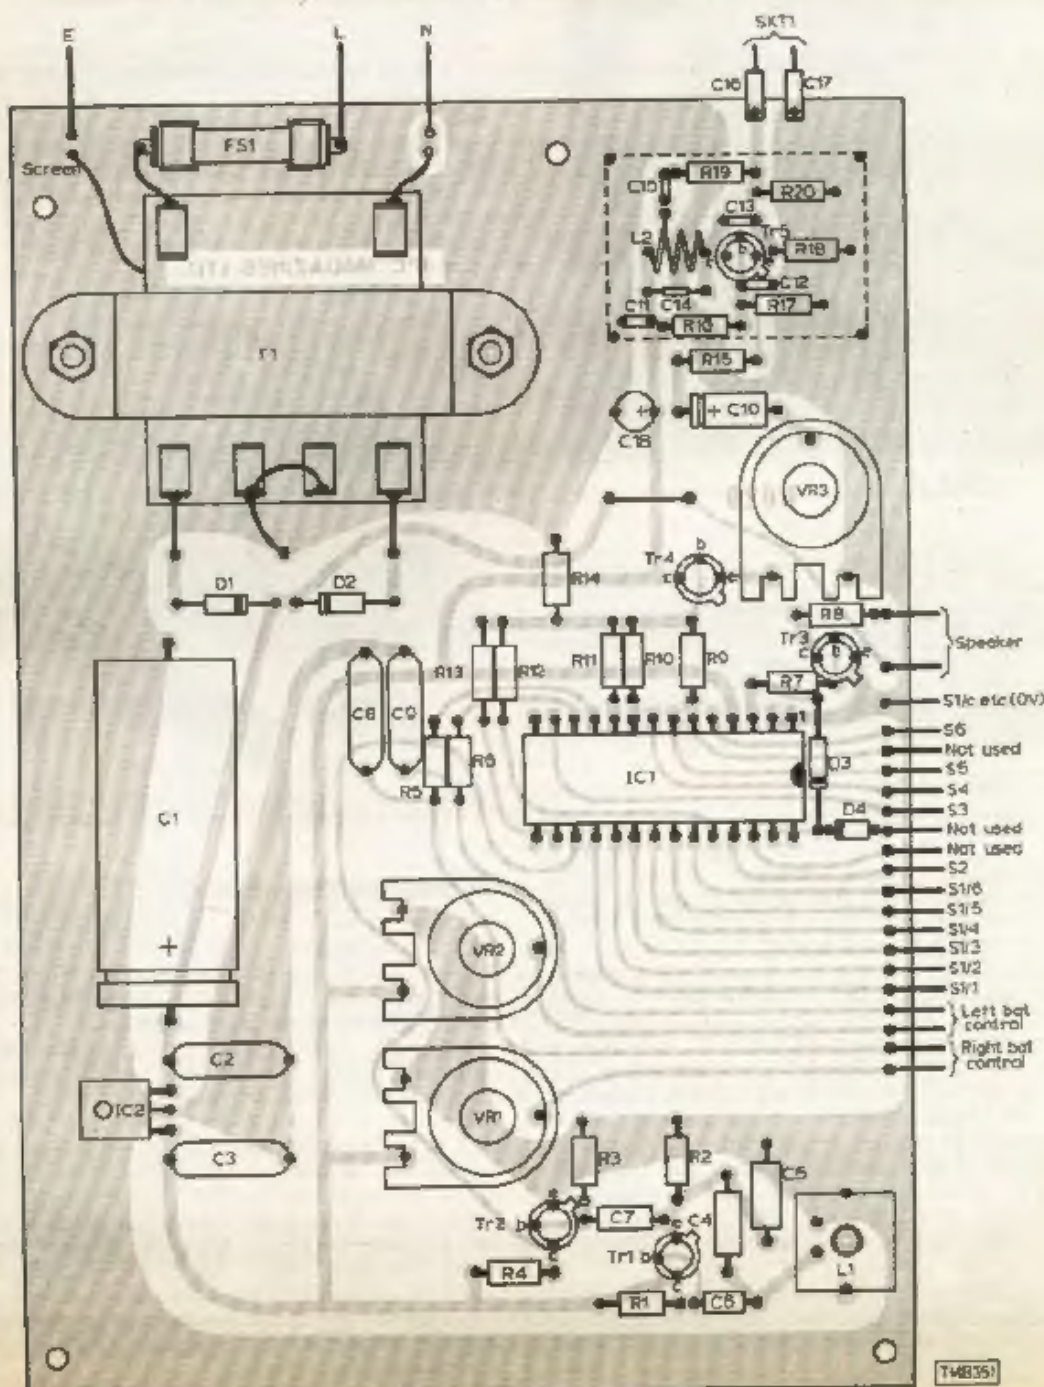 SKT1
E
L
N
C16
C17
FS1
Screen
R19
C15
R20
C13
Tr5
L2
b
c
e
R18
C12
C14
R17
C11
R16
R15
T1
+
C10
C18
VR3
Tr4
b
c
e
R14
D1
D2
R8
Tr3
c
b
e
Speaker
R13
R12
R11
R10
R9
R7
C8
C9
S1/c etc (0V)
S6
Not used
S5
S4
S3
Not used
Not used
S2
S1/6
S1/5
S1/4
S1/3
S1/2
S1/1
Left bat
control
Right bat
control
1
R6
R5
IC1
D3
D4
C1
+
VR2
C2
IC2
VR1
C3
R3
R2
C5
e
Tr2 b
c
C7
e
C4
Tr1 b
c
L1
R4
R1
C6
TMB351